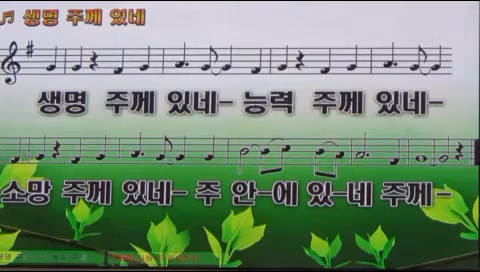 ♬ 생명 주께 있네
생명 주께 있네- 능력 주께 있네-
소망 주께 있네- 주 안-에 있-네 주께-